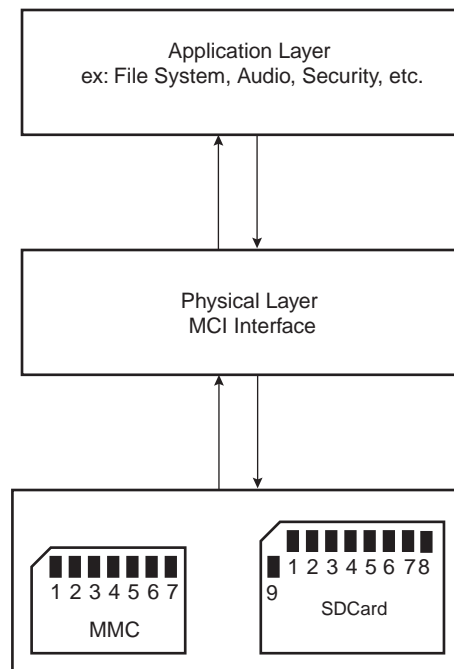 Application Layer
ex: File System, Audio, Security, etc.
Physical Layer
MCI Interface
1 2 3 4 5 6 7
MMC
1 2 3 4 5 6 7 8
9
SDCard